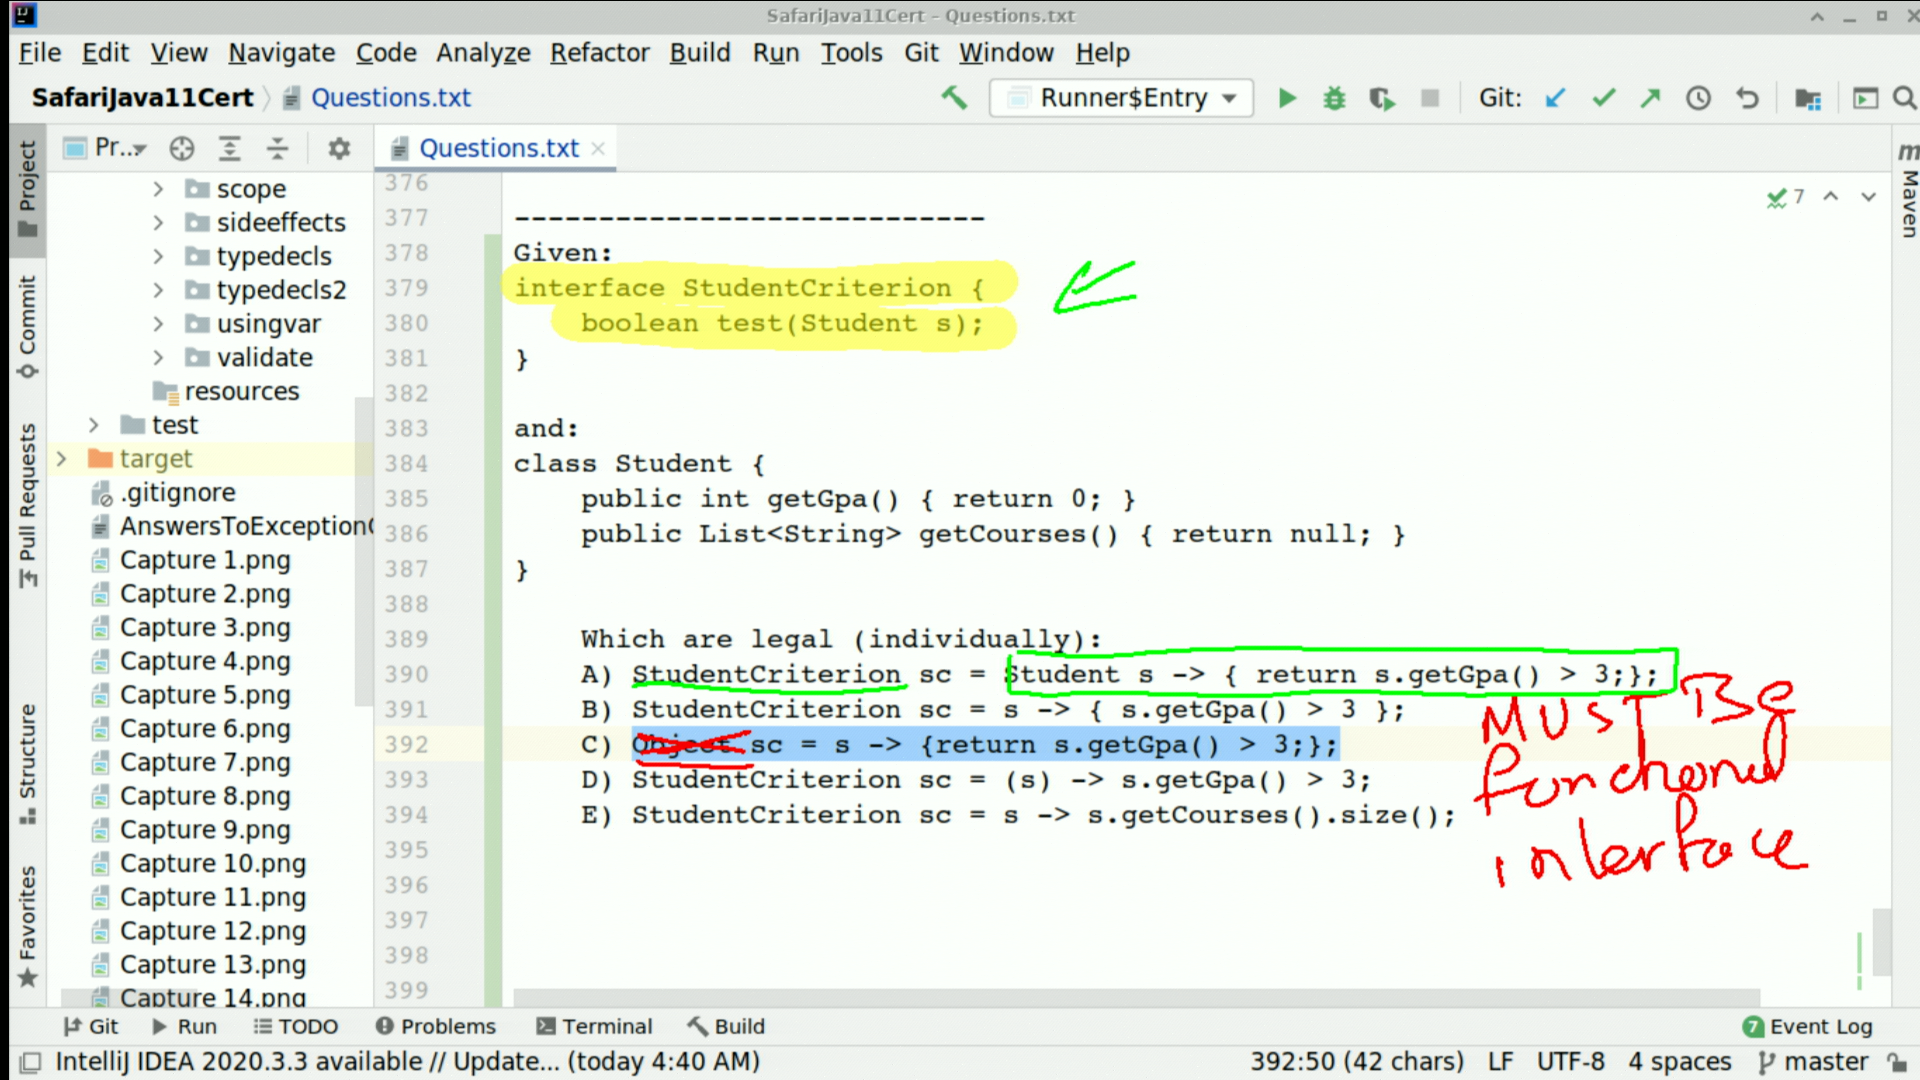 SafariJava11Cert – Questions.txt
File Edit View Navigate Code Analyze Refactor Build Run Tools Git Window Help
SafariJava11Cert Questions.txt Runner$Entry Git:
Pr... Questions.txt
Project
Commit
Pull Requests
Structure
Favorites
Maven
scope
sideeffects
typedecls
typedecls2
usingvar
validate
resources
test
target
.gitignore
AnswersToException
Capture 1.png
Capture 2.png
Capture 3.png
Capture 4.png
Capture 5.png
Capture 6.png
Capture 7.png
Capture 8.png
Capture 9.png
Capture 10.png
Capture 11.png
Capture 12.png
Capture 13.png
Capture 14.png
7
376
377 ----------------------------
378 Given:
379 interface StudentCriterion {
380 boolean test(Student s);
381 }
382
383 and:
384 class Student {
385 public int getGpa() { return 0; }
386 public List<String> getCourses() { return null; }
387 }
388
389 Which are legal (individually):
390 A) StudentCriterion sc = Student s -> { return s.getGpa() > 3;};
391 B) StudentCriterion sc = s -> { s.getGpa() > 3 };
392 C) Object sc = s -> {return s.getGpa() > 3;};
393 D) StudentCriterion sc = (s) -> s.getGpa() > 3;
394 E) StudentCriterion sc = s -> s.getCourses().size();
395
396
397
398
399
MUST BE
functional
interface
Git Run TODO Problems Terminal Build 7 Event Log
IntelliJ IDEA 2020.3.3 available // Update... (today 4:40 AM) 392:50 (42 chars) LF UTF-8 4 spaces master